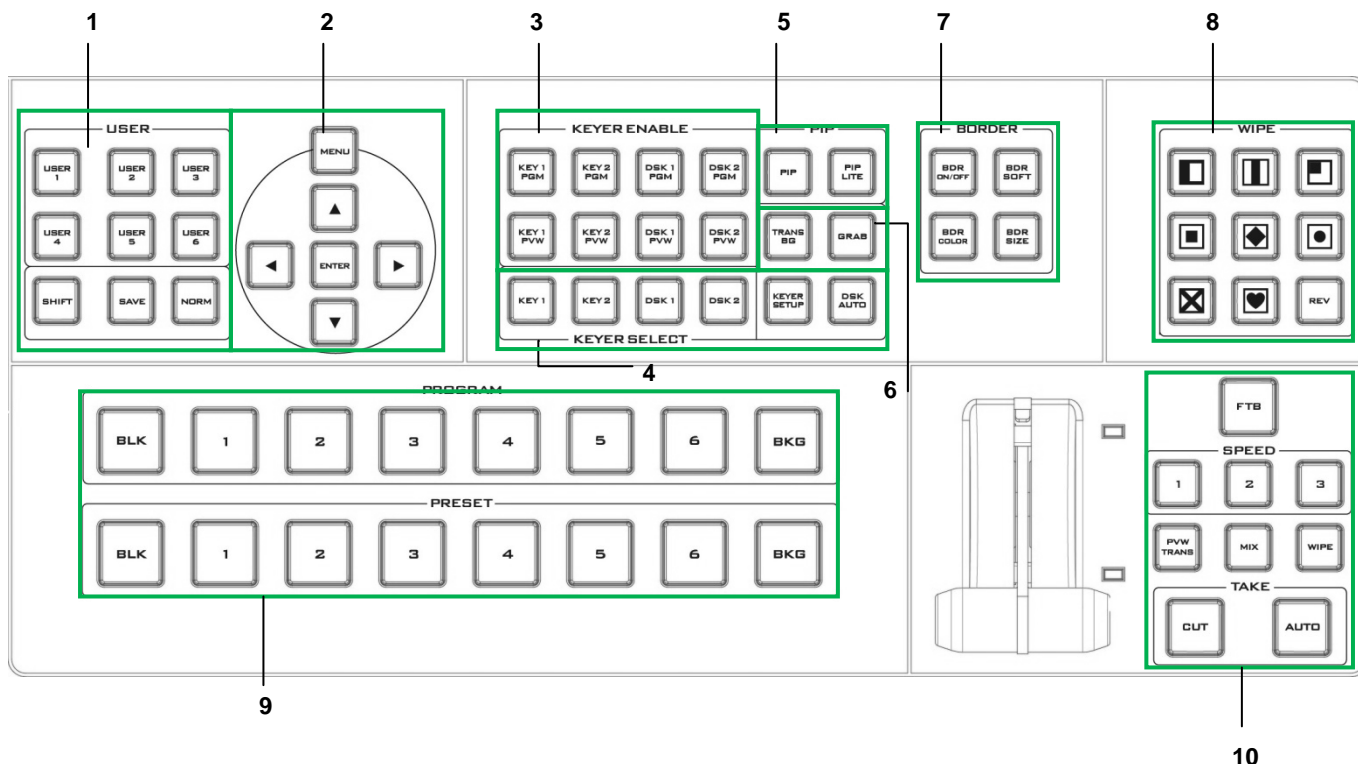 1 2 3 5 7 8
USER
USER 1 USER 2 USER 3
USER 4 USER 5 USER 6
SHIFT SAVE NORM
MENU
ENTER
KEYER ENABLE
KEY 1 PGM KEY 2 PGM DSK 1 PGM DSK 2 PGM
KEY 1 PVW KEY 2 PVW DSK 1 PVW DSK 2 PVW
KEY 1 KEY 2 DSK 1 DSK 2
KEYER SELECT
PIP
PIP PIP LITE
TRANS BG GRAB
KEYER SETUP DSK AUTO
BORDER
BDR ON/OFF BDR SOFT
BDR COLOR BDR SIZE
WIPE
REV
4
6
PROGRAM
BLK 1 2 3 4 5 6 BKG
PRESET
BLK 1 2 3 4 5 6 BKG
FTB
SPEED
1 2 3
PVW TRANS MIX WIPE
TAKE
CUT AUTO
9
10